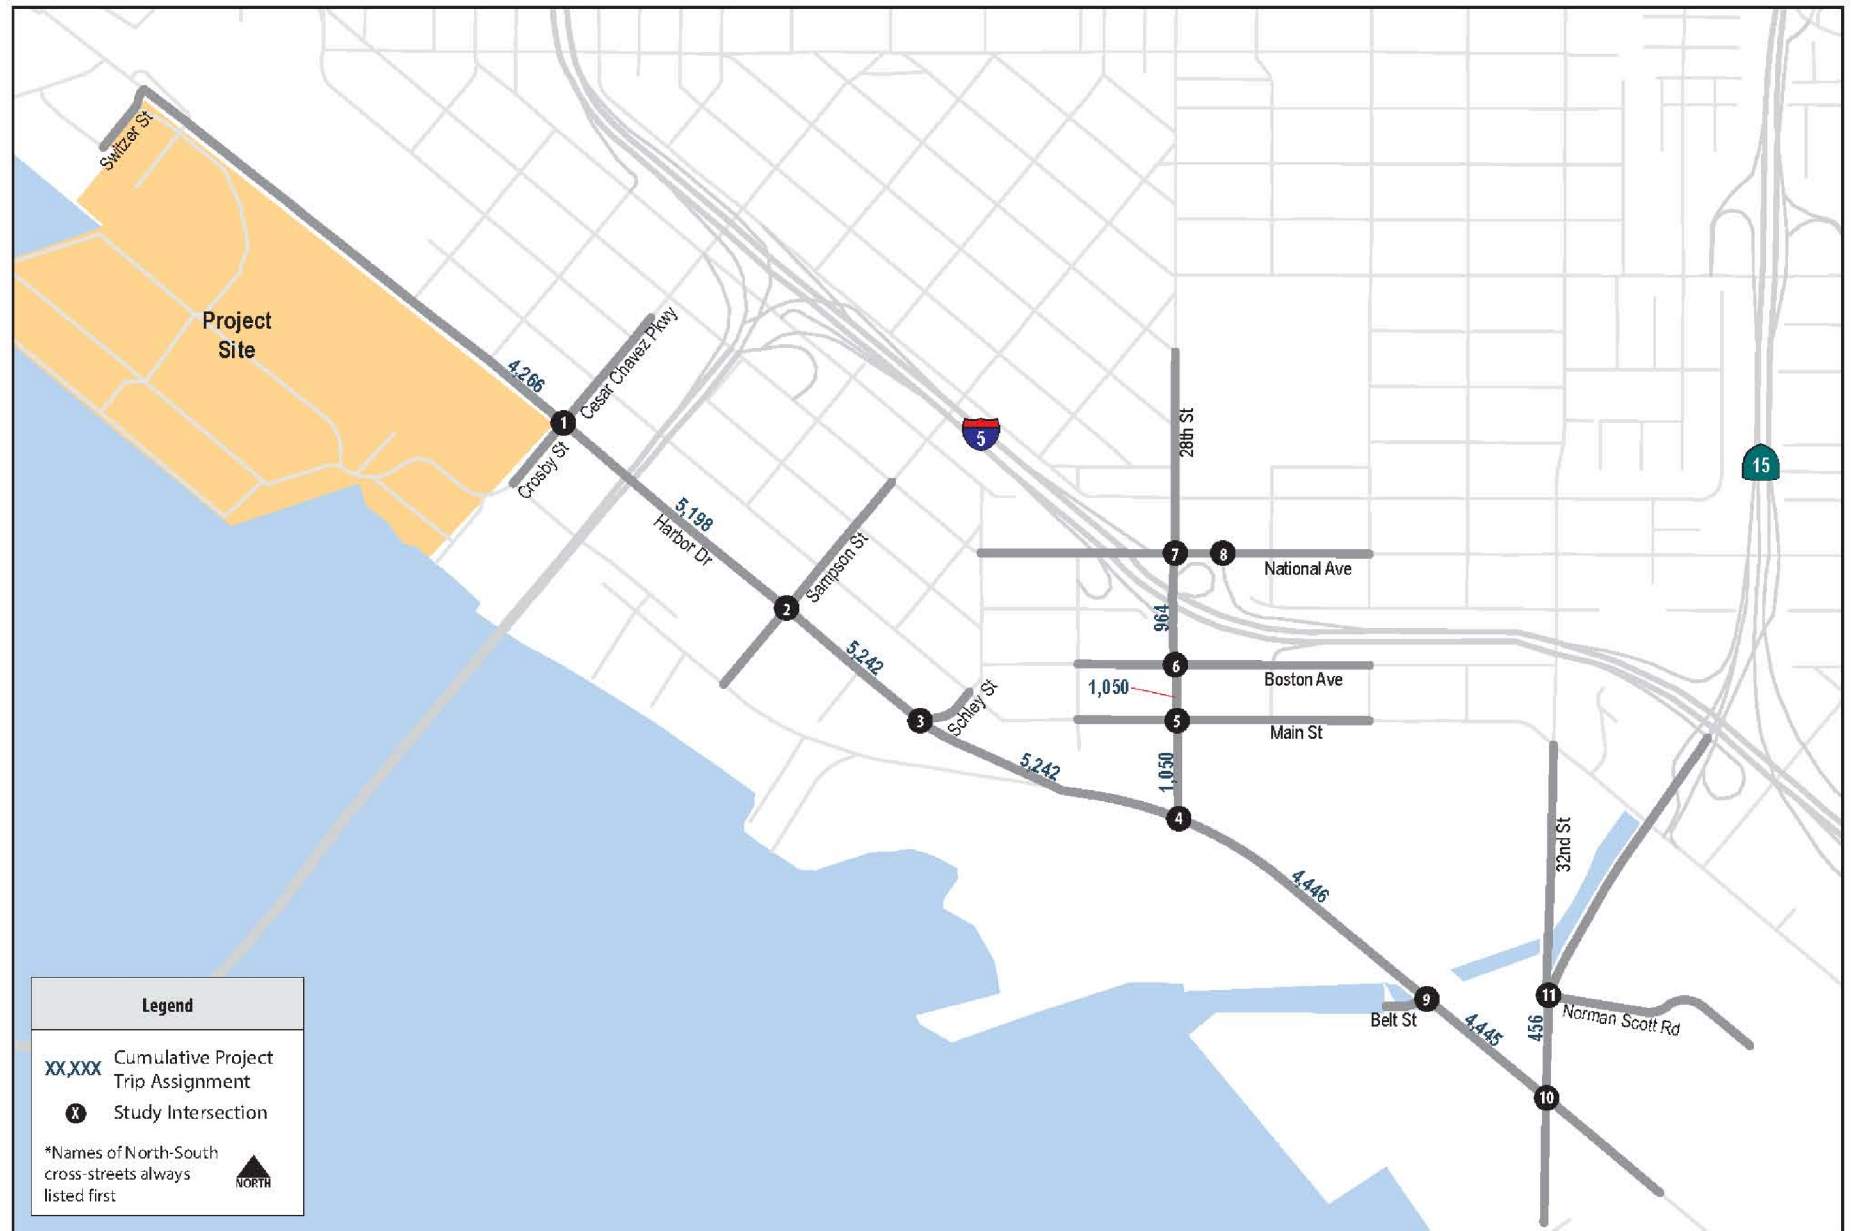 Switzer St
Project
Site
4,266
Cesar Chavez Pkwy
1
Crosby St
5
28th St
15
5,198
Harbor Dr
Sampson St
2
7
8
National Ave
964
5,242
6
Boston Ave
1,050
Schley St
3
5
Main St
5,242
1,050
4
32nd St
4,446
9
Belt St
11
Norman Scott Rd
4,445
456
10
Legend
XX,XXX
Cumulative Project
Trip Assignment
X
Study Intersection
*Names of North-South
cross-streets always
listed first
NORTH